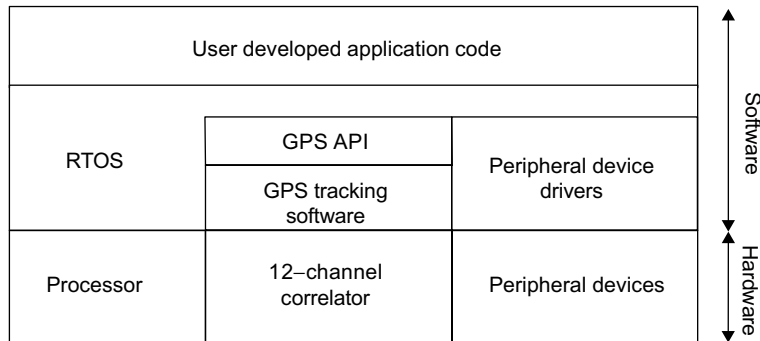 User developed application code
RTOS
GPS API
GPS tracking
software
Peripheral device
drivers
Software
Processor
12–channel
correlator
Peripheral devices
Hardware